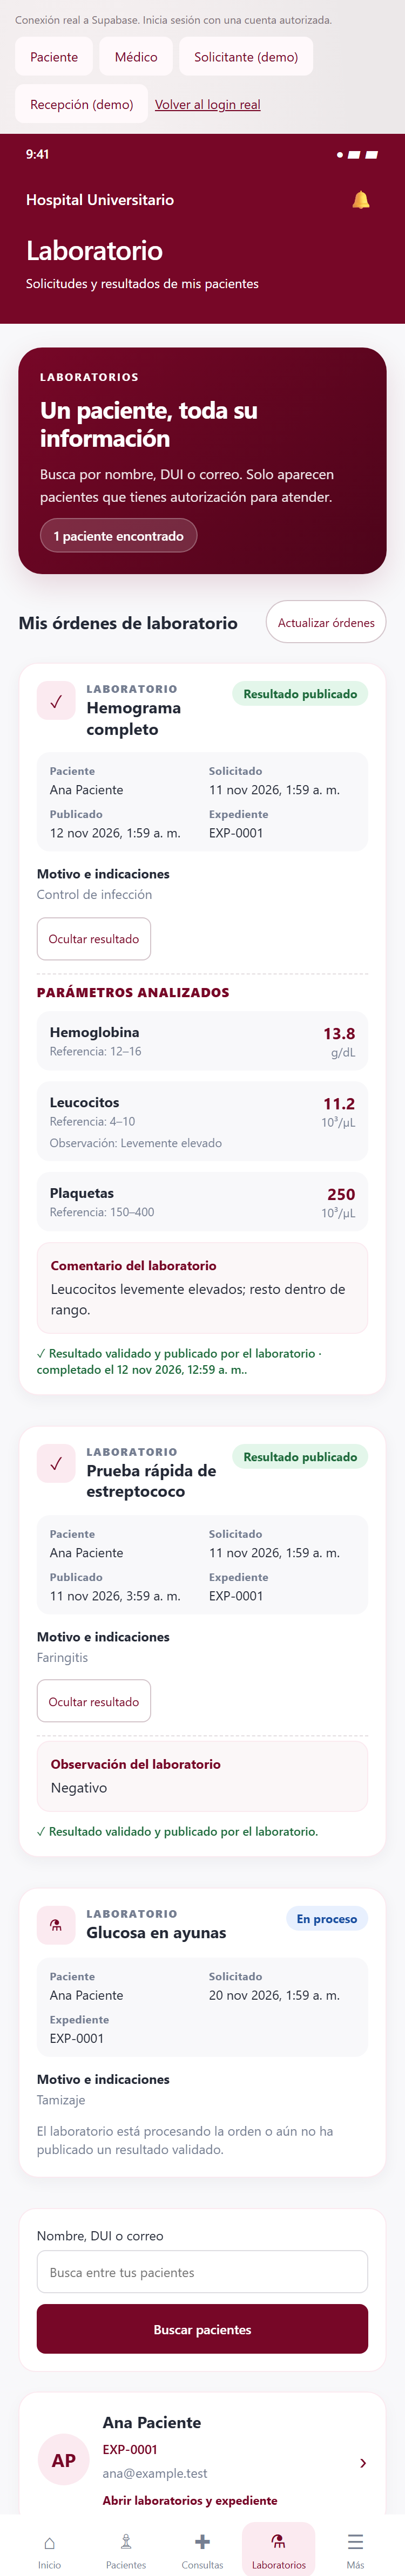 Conexión real a Supabase. Inicia sesión con una cuenta autorizada.
Paciente
Médico
Solicitante (demo)
Recepción (demo)
Volver al login real
9:41
Hospital Universitario
Laboratorio
Solicitudes y resultados de mis pacientes
LABORATORIOS
Un paciente, toda su
información
Busca por nombre, DUI o correo. Solo aparecen
pacientes que tienes autorización para atender.
1 paciente encontrado
Mis órdenes de laboratorio
Actualizar órdenes
✓
LABORATORIO
Hemograma
completo
Resultado publicado
Paciente
Ana Paciente
Solicitado
11 nov 2026, 1:59 a. m.
Publicado
12 nov 2026, 1:59 a. m.
Expediente
EXP-0001
Motivo e indicaciones
Control de infección
Ocultar resultado
PARÁMETROS ANALIZADOS
Hemoglobina
Referencia: 12–16
13.8
g/dL
Leucocitos
Referencia: 4–10
Observación: Levemente elevado
11.2
10³/µL
Plaquetas
Referencia: 150–400
250
10³/µL
Comentario del laboratorio
Leucocitos levemente elevados; resto dentro de
rango.
✓ Resultado validado y publicado por el laboratorio ·
completado el 12 nov 2026, 12:59 a. m..
✓
LABORATORIO
Prueba rápida de
estreptococo
Resultado publicado
Paciente
Ana Paciente
Solicitado
11 nov 2026, 1:59 a. m.
Publicado
11 nov 2026, 3:59 a. m.
Expediente
EXP-0001
Motivo e indicaciones
Faringitis
Ocultar resultado
Observación del laboratorio
Negativo
✓ Resultado validado y publicado por el laboratorio.
LABORATORIO
Glucosa en ayunas
En proceso
Paciente
Ana Paciente
Solicitado
20 nov 2026, 1:59 a. m.
Expediente
EXP-0001
Motivo e indicaciones
Tamizaje
El laboratorio está procesando la orden o aún no ha
publicado un resultado validado.
Nombre, DUI o correo
Busca entre tus pacientes
Buscar pacientes
AP
Ana Paciente
EXP-0001
ana@example.test
Abrir laboratorios y expediente
›
Inicio
Pacientes
Consultas
Laboratorios
Más